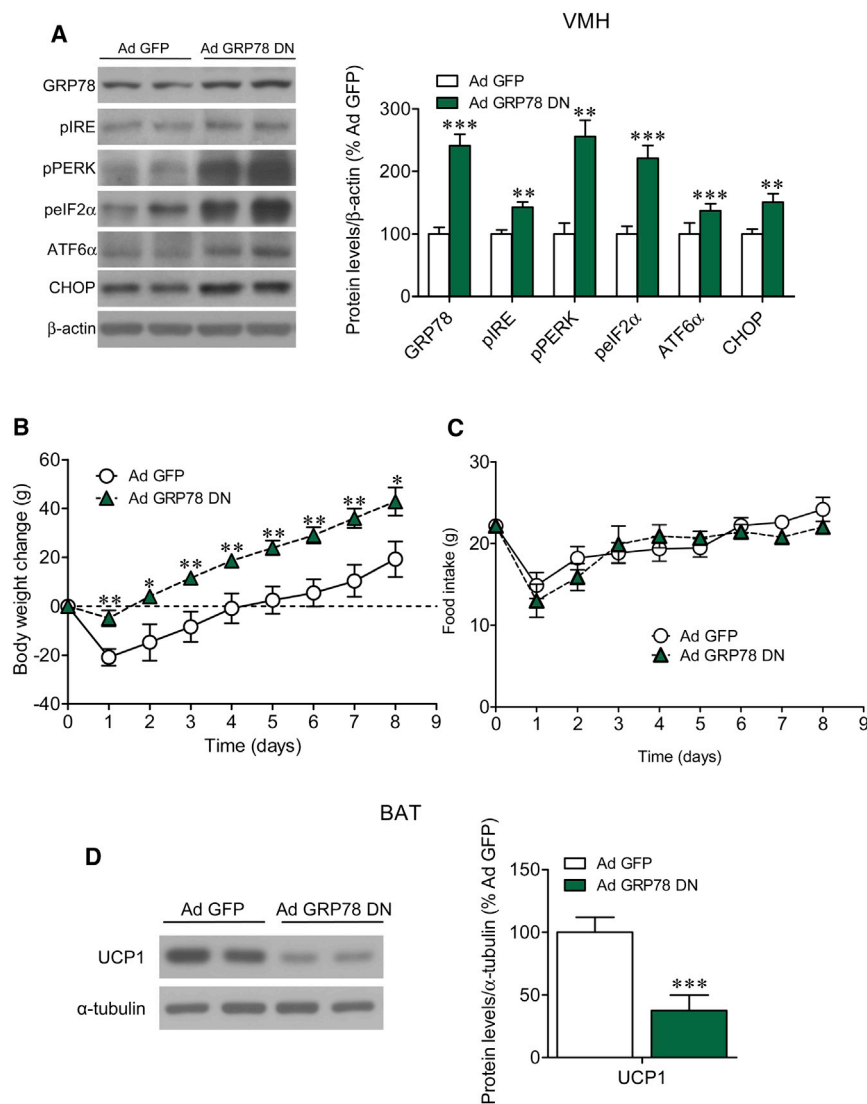 VMH
A
Ad GFP Ad GRP78 DN
GRP78
pIRE
pPERK
peIF2α
ATF6α
CHOP
β-actin
Protein levels/β-actin (% Ad GFP)
Ad GFP
Ad GRP78 DN
300
200
100
0
***
**
**
***
***
**
GRP78
pIRE
pPERK
peIF2α
ATF6α
CHOP
B
Body weight change (g)
60
40
20
0
-20
-40
Ad GFP
Ad GRP78 DN
** * ** ** ** ** ** *
0 1 2 3 4 5 6 7 8 9
Time (days)
C
Food intake (g)
30
20
10
0
Ad GFP
Ad GRP78 DN
0 1 2 3 4 5 6 7 8 9
Time (days)
BAT
D
Ad GFP Ad GRP78 DN
UCP1
α-tubulin
Protein levels/α-tubulin (% Ad GFP)
150
100
50
0
Ad GFP
Ad GRP78 DN
***
UCP1